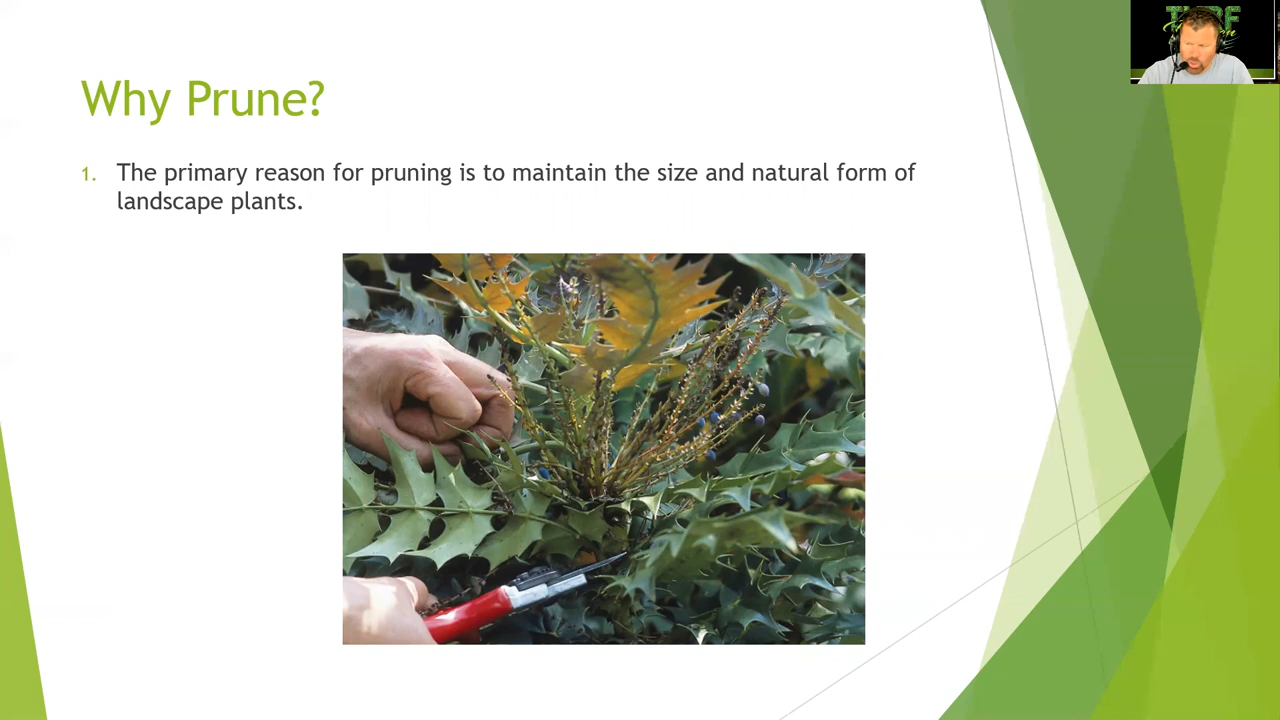 Why Prune?
1. The primary reason for pruning is to maintain the size and natural form of
landscape plants.